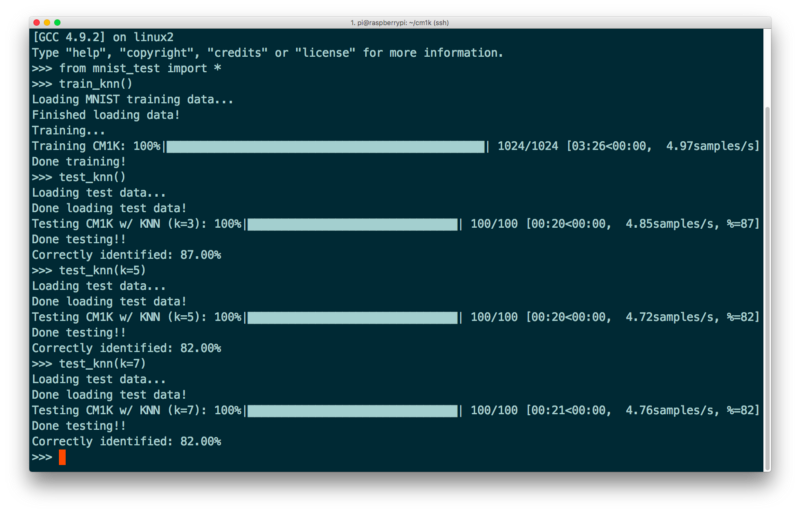 1. pi@raspberrypi: ~/cm1k (ssh)
[GCC 4.9.2] on linux2
Type "help", "copyright", "credits" or "license" for more information.
>>> from mnist_test import *
>>> train_knn()
Loading MNIST training data...
Finished loading data!
Training...
Training CM1K: 100%|██████████| 1024/1024 [03:26<00:00,  4.97samples/s]
Done training!
>>> test_knn()
Loading test data...
Done loading test data!
Testing CM1K w/ KNN (k=3): 100%|██████████| 100/100 [00:20<00:00,  4.85samples/s, %=87]
Done testing!!
Correctly identified: 87.00%
>>> test_knn(k=5)
Loading test data...
Done loading test data!
Testing CM1K w/ KNN (k=5): 100%|██████████| 100/100 [00:20<00:00,  4.72samples/s, %=82]
Done testing!!
Correctly identified: 82.00%
>>> test_knn(k=7)
Loading test data...
Done loading test data!
Testing CM1K w/ KNN (k=7): 100%|██████████| 100/100 [00:21<00:00,  4.76samples/s, %=82]
Done testing!!
Correctly identified: 82.00%
>>>